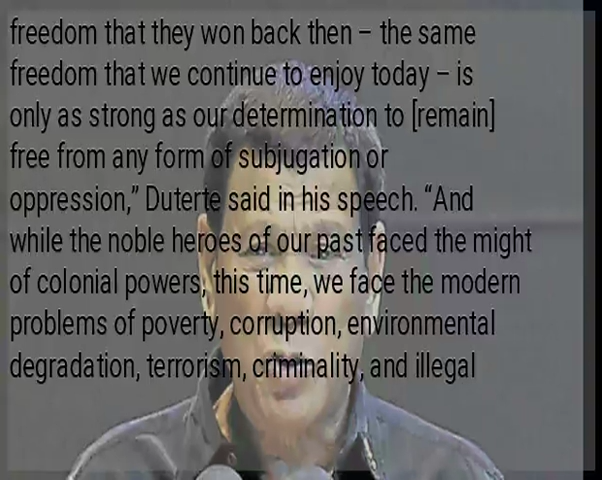 freedom that they won back then – the same
freedom that we continue to enjoy today – is
only as strong as our determination to [remain]
free from any form of subjugation or
oppression,” Duterte said in his speech. “And
while the noble heroes of our past faced the might
of colonial powers, this time, we face the modern
problems of poverty, corruption, environmental
degradation, terrorism, criminality, and illegal